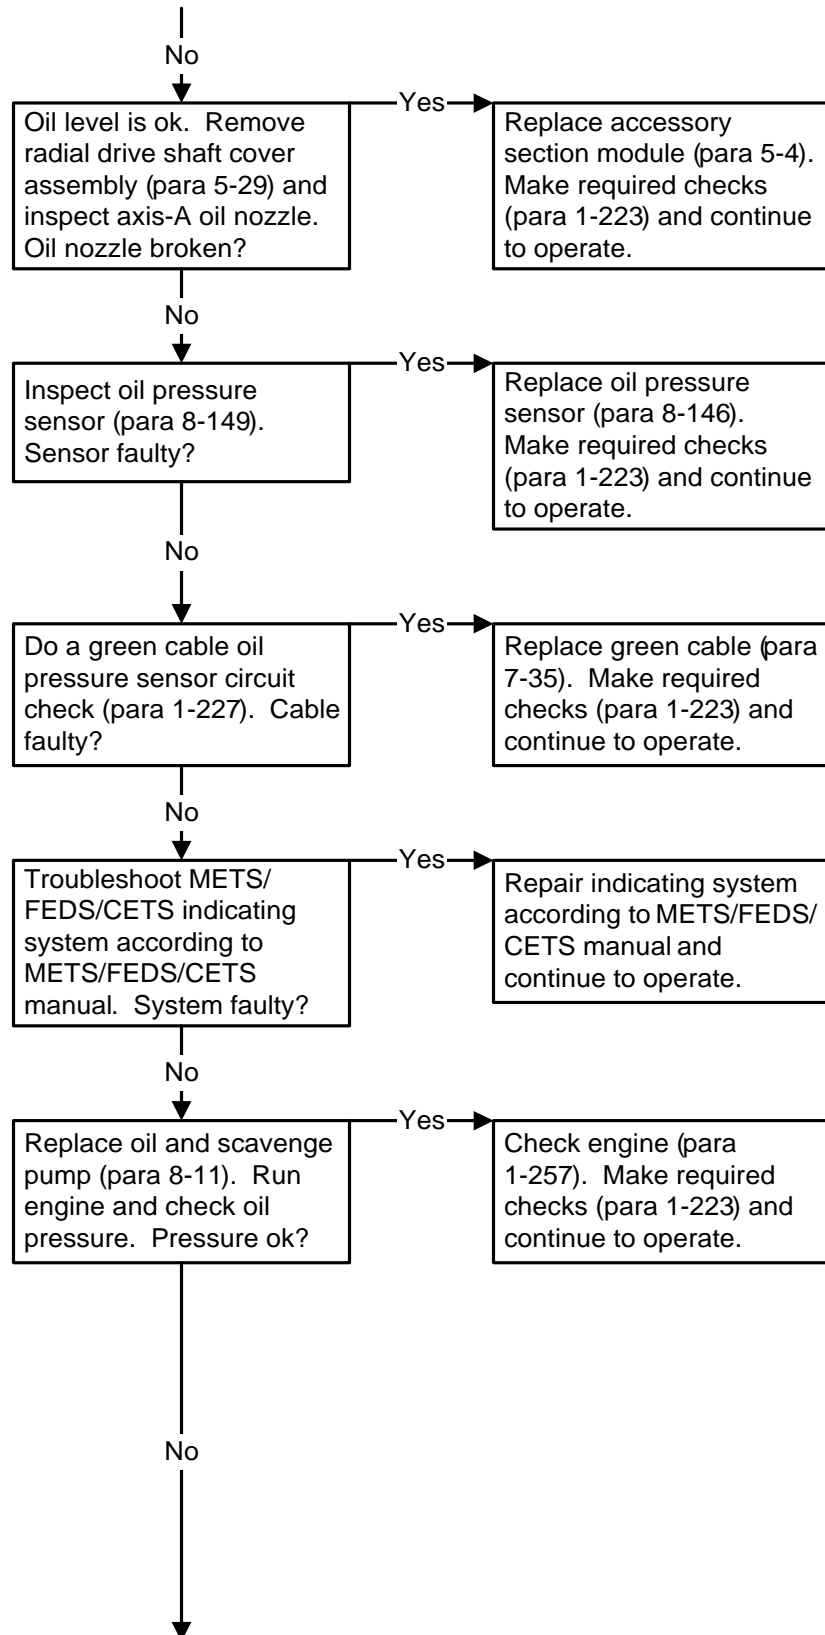 No
Oil level is ok. Remove
radial drive shaft cover
assembly (para 5-29) and
inspect axis-A oil nozzle.
Oil nozzle broken?
Yes
Replace accessory
section module (para 5-4).
Make required checks
(para 1-223) and continue
to operate.
No
Inspect oil pressure
sensor (para 8-149).
Sensor faulty?
Yes
Replace oil pressure
sensor (para 8-146).
Make required checks
(para 1-223) and continue
to operate.
No
Do a green cable oil
pressure sensor circuit
check (para 1-227). Cable
faulty?
Yes
Replace green cable (para
7-35). Make required
checks (para 1-223) and
continue to operate.
No
Troubleshoot METS/
FEDS/CETS indicating
system according to
METS/FEDS/CETS
manual. System faulty?
Yes
Repair indicating system
according to METS/FEDS/
CETS manual and
continue to operate.
No
Replace oil and scavenge
pump (para 8-11). Run
engine and check oil
pressure. Pressure ok?
Yes
Check engine (para
1-257). Make required
checks (para 1-223) and
continue to operate.
No